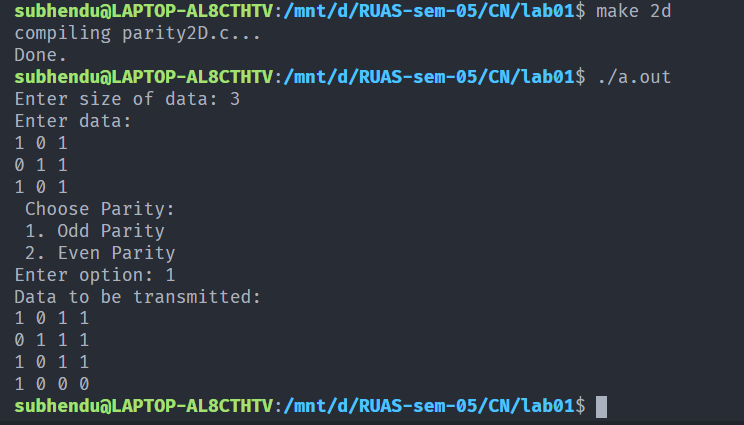 subhendu@LAPTOP-AL8CTHTV:/mnt/d/RUAS-sem-05/CN/lab01$ make 2d
compiling parity2D.c...
Done.
subhendu@LAPTOP-AL8CTHTV:/mnt/d/RUAS-sem-05/CN/lab01$ ./a.out
Enter size of data: 3
Enter data:
1 0 1
0 1 1
1 0 1
Choose Parity:
1. Odd Parity
2. Even Parity
Enter option: 1
Data to be transmitted:
1 0 1 1
0 1 1 1
1 0 1 1
1 0 0 0
subhendu@LAPTOP-AL8CTHTV:/mnt/d/RUAS-sem-05/CN/lab01$